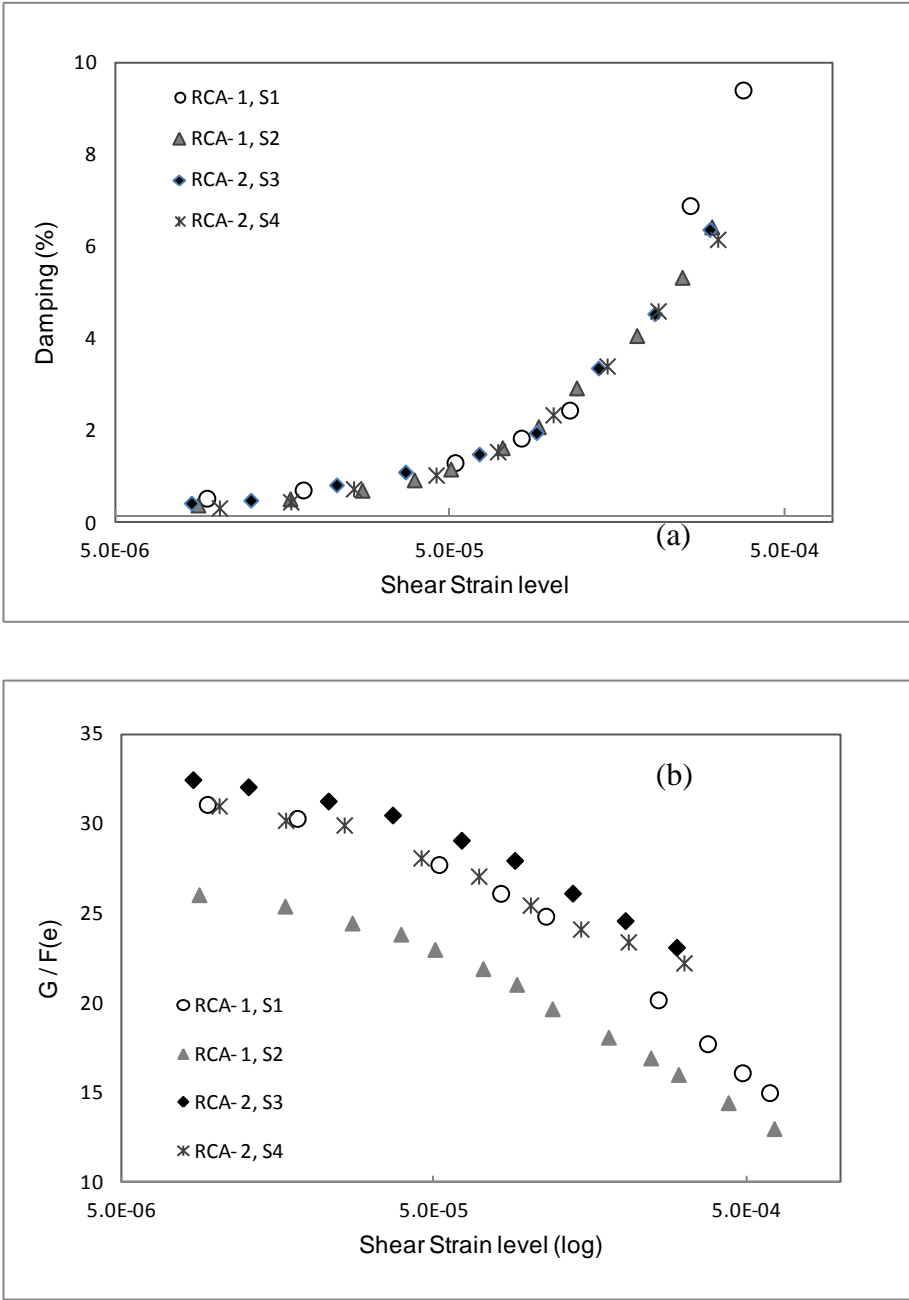 10
8
6
4
2
0
Damping (%)
RCA- 1, S1
RCA- 1, S2
RCA- 2, S3
RCA- 2, S4
(a)
5.0E-06
5.0E-05
5.0E-04
Shear Strain level
35
30
25
20
15
10
G / F(e)
(b)
RCA- 1, S1
RCA- 1, S2
RCA- 2, S3
RCA- 2, S4
5.0E-06
5.0E-05
5.0E-04
Shear Strain level (log)